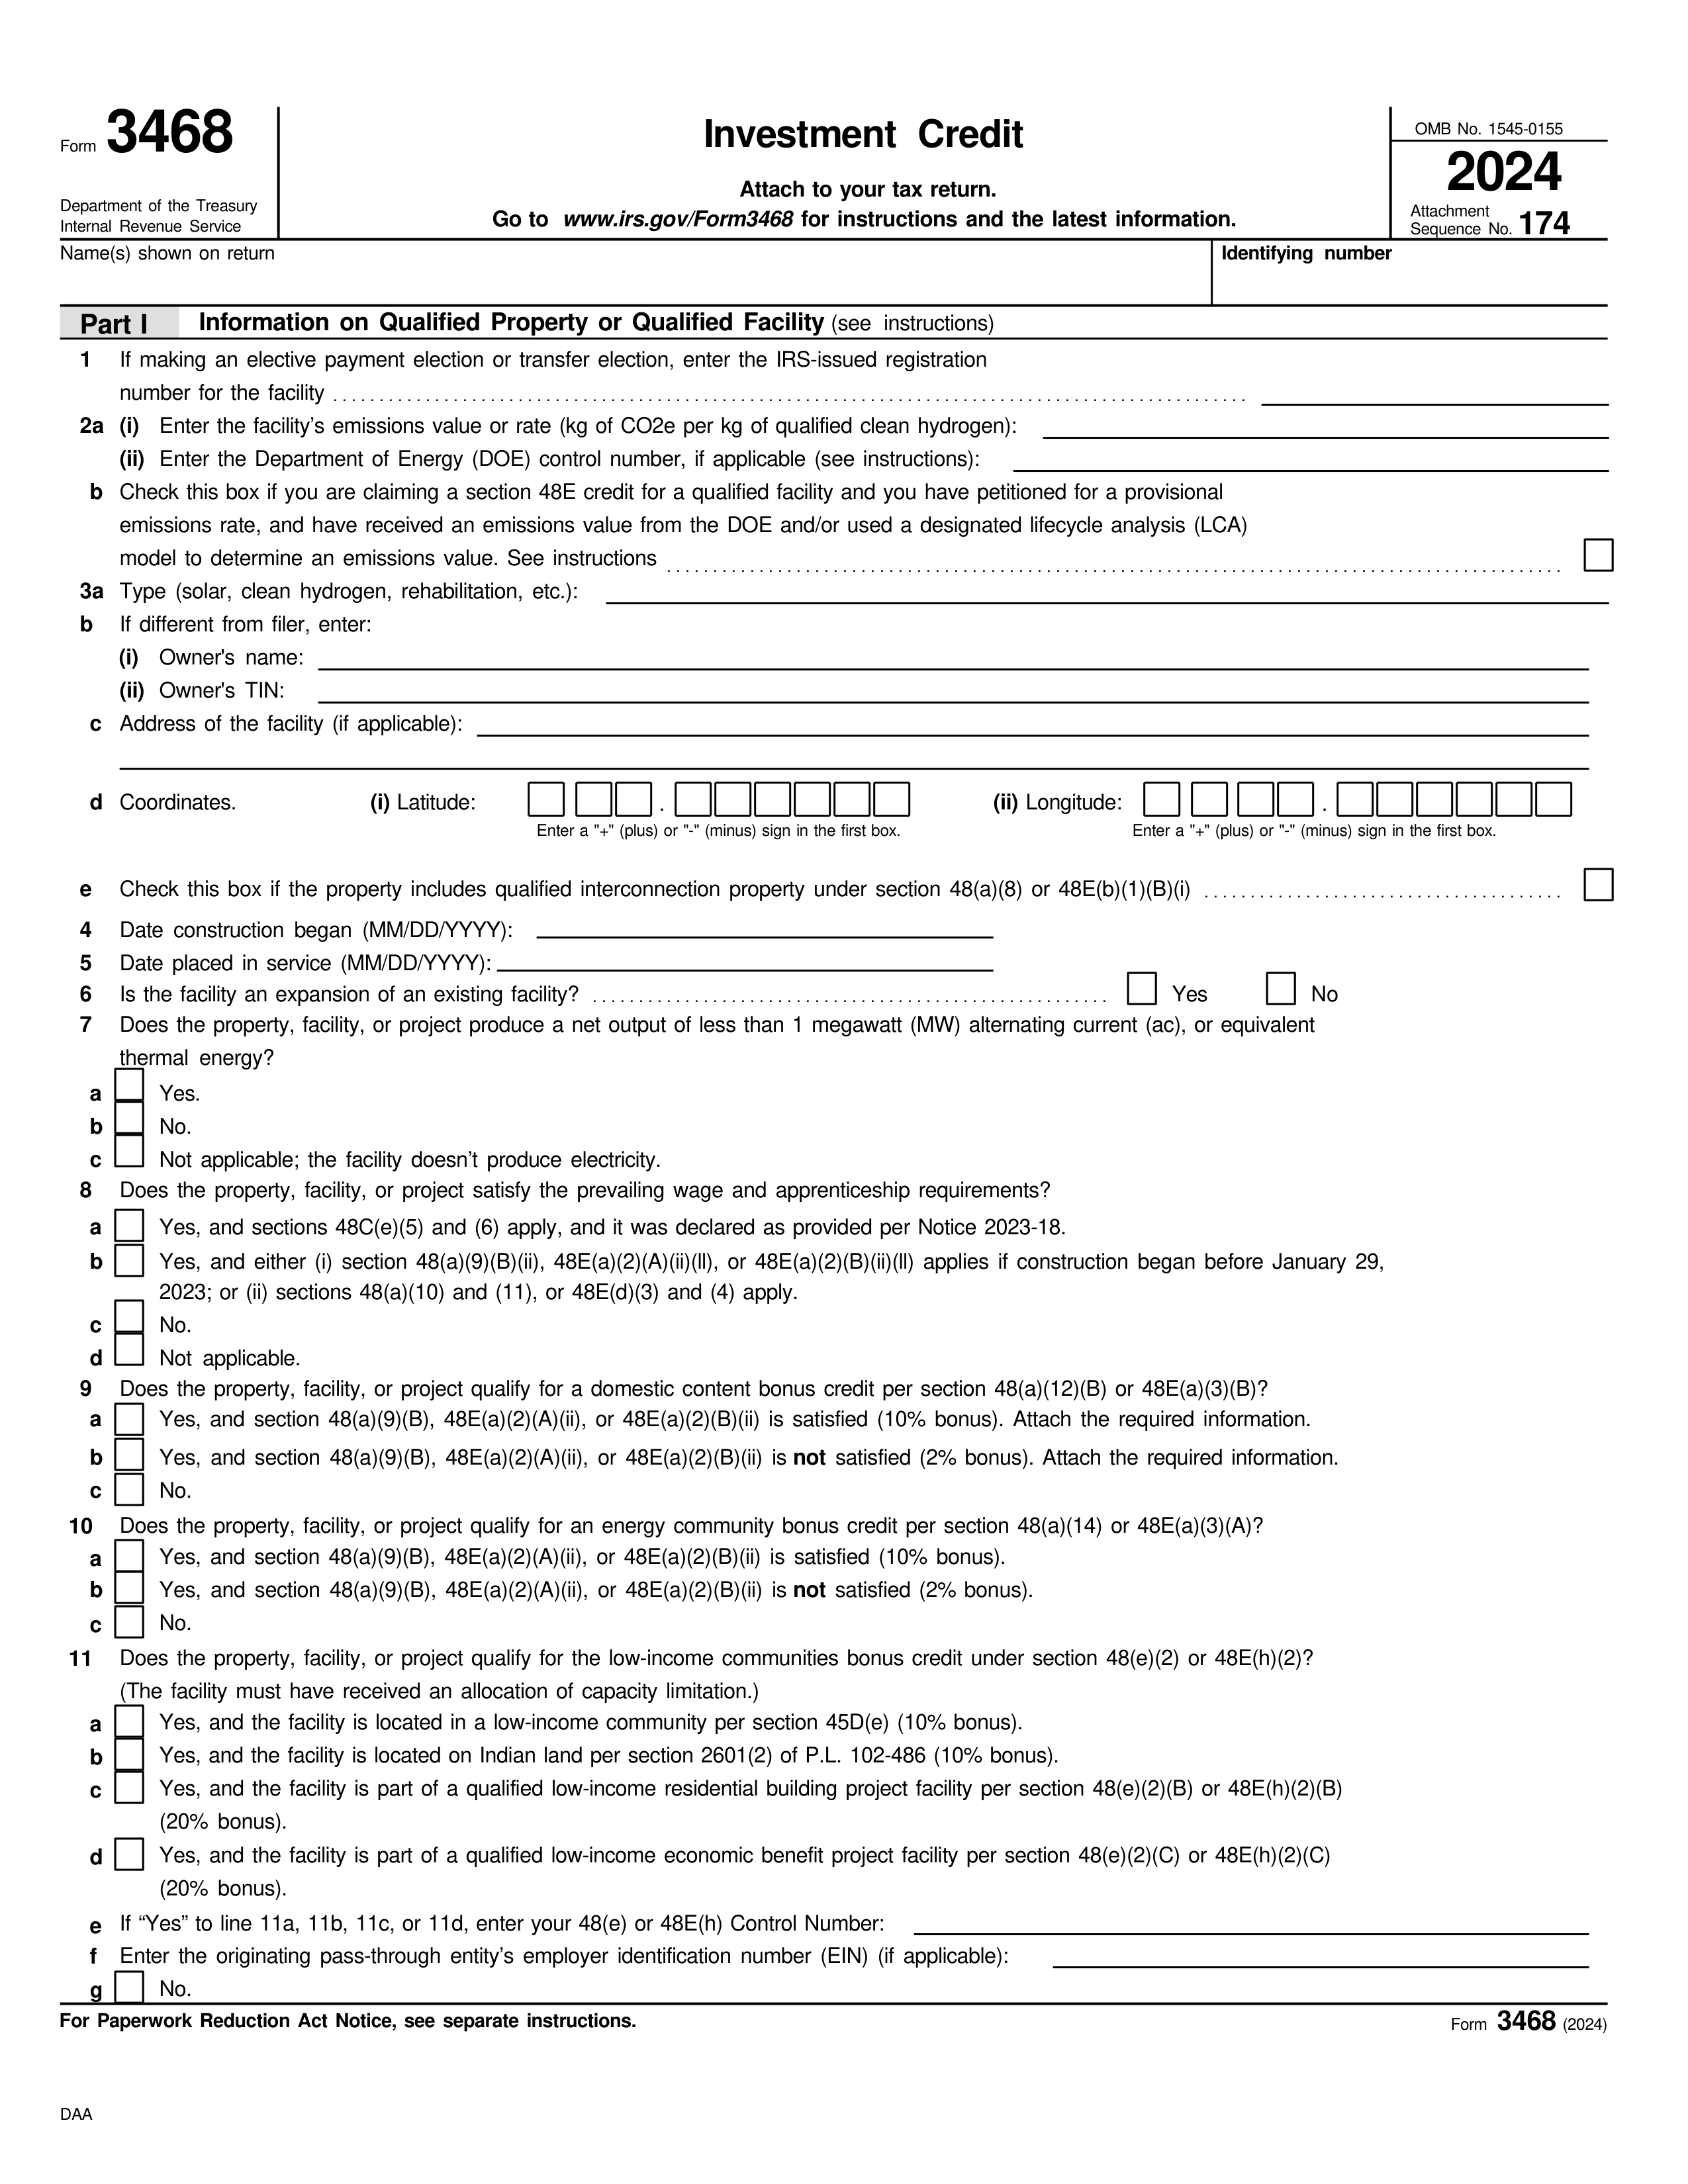 Form 3468
Department of the Treasury
Internal Revenue Service
Investment Credit
Attach to your tax return.
Go to www.irs.gov/Form3468 for instructions and the latest information.
OMB No. 1545-0155
2024
Attachment
Sequence No. 174
Name(s) shown on return
Identifying number
Part I Information on Qualified Property or Qualified Facility (see instructions)
1 If making an elective payment election or transfer election, enter the IRS-issued registration
number for the facility
2a (i) Enter the facility’s emissions value or rate (kg of CO2e per kg of qualified clean hydrogen):
(ii) Enter the Department of Energy (DOE) control number, if applicable (see instructions):
b Check this box if you are claiming a section 48E credit for a qualified facility and you have petitioned for a provisional
emissions rate, and have received an emissions value from the DOE and/or used a designated lifecycle analysis (LCA)
model to determine an emissions value. See instructions
3a Type (solar, clean hydrogen, rehabilitation, etc.):
b If different from filer, enter:
(i) Owner's name:
(ii) Owner's TIN:
c Address of the facility (if applicable):
d Coordinates. (i) Latitude: . (ii) Longitude: .
Enter a "+" (plus) or "-" (minus) sign in the first box. Enter a "+" (plus) or "-" (minus) sign in the first box.
e Check this box if the property includes qualified interconnection property under section 48(a)(8) or 48E(b)(1)(B)(i)
4 Date construction began (MM/DD/YYYY):
5 Date placed in service (MM/DD/YYYY):
6 Is the facility an expansion of an existing facility? Yes No
7 Does the property, facility, or project produce a net output of less than 1 megawatt (MW) alternating current (ac), or equivalent
thermal energy?
a Yes.
b No.
c Not applicable; the facility doesn’t produce electricity.
8 Does the property, facility, or project satisfy the prevailing wage and apprenticeship requirements?
a Yes, and sections 48C(e)(5) and (6) apply, and it was declared as provided per Notice 2023-18.
b Yes, and either (i) section 48(a)(9)(B)(ii), 48E(a)(2)(A)(ii)(ll), or 48E(a)(2)(B)(ii)(ll) applies if construction began before January 29,
2023; or (ii) sections 48(a)(10) and (11), or 48E(d)(3) and (4) apply.
c No.
d Not applicable.
9 Does the property, facility, or project qualify for a domestic content bonus credit per section 48(a)(12)(B) or 48E(a)(3)(B)?
a Yes, and section 48(a)(9)(B), 48E(a)(2)(A)(ii), or 48E(a)(2)(B)(ii) is satisfied (10% bonus). Attach the required information.
b Yes, and section 48(a)(9)(B), 48E(a)(2)(A)(ii), or 48E(a)(2)(B)(ii) is not satisfied (2% bonus). Attach the required information.
c No.
10 Does the property, facility, or project qualify for an energy community bonus credit per section 48(a)(14) or 48E(a)(3)(A)?
a Yes, and section 48(a)(9)(B), 48E(a)(2)(A)(ii), or 48E(a)(2)(B)(ii) is satisfied (10% bonus).
b Yes, and section 48(a)(9)(B), 48E(a)(2)(A)(ii), or 48E(a)(2)(B)(ii) is not satisfied (2% bonus).
c No.
11 Does the property, facility, or project qualify for the low-income communities bonus credit under section 48(e)(2) or 48E(h)(2)?
(The facility must have received an allocation of capacity limitation.)
a Yes, and the facility is located in a low-income community per section 45D(e) (10% bonus).
b Yes, and the facility is located on Indian land per section 2601(2) of P.L. 102-486 (10% bonus).
c Yes, and the facility is part of a qualified low-income residential building project facility per section 48(e)(2)(B) or 48E(h)(2)(B)
(20% bonus).
d Yes, and the facility is part of a qualified low-income economic benefit project facility per section 48(e)(2)(C) or 48E(h)(2)(C)
(20% bonus).
e If “Yes” to line 11a, 11b, 11c, or 11d, enter your 48(e) or 48E(h) Control Number:
f Enter the originating pass-through entity’s employer identification number (EIN) (if applicable):
g No.
For Paperwork Reduction Act Notice, see separate instructions.
Form 3468 (2024)
DAA